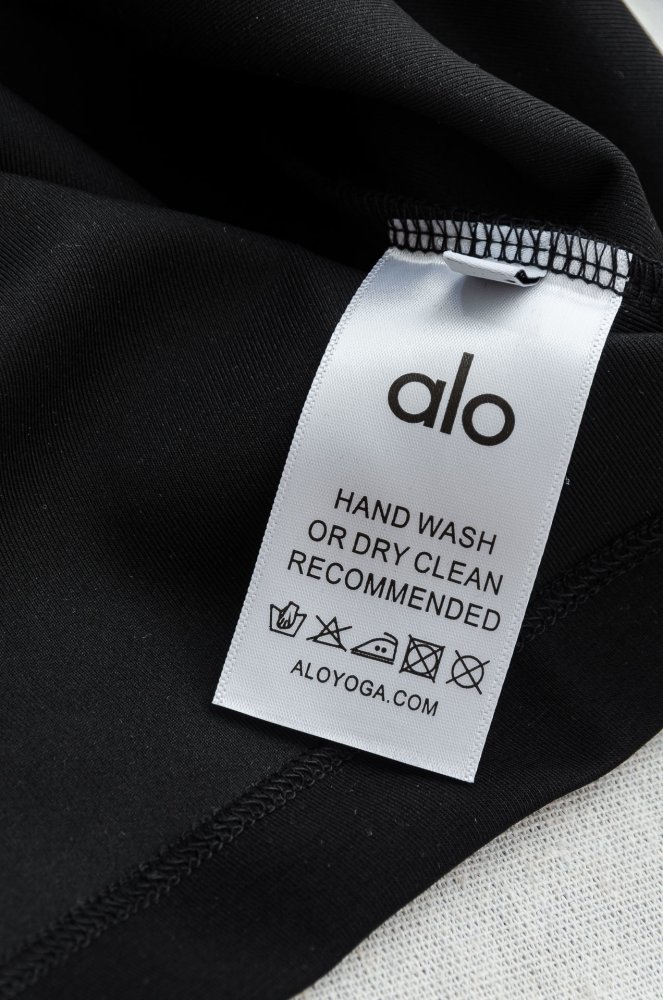 alo
HAND WASH
OR DRY CLEAN
RECOMMENDED
ALOYOGA.COM